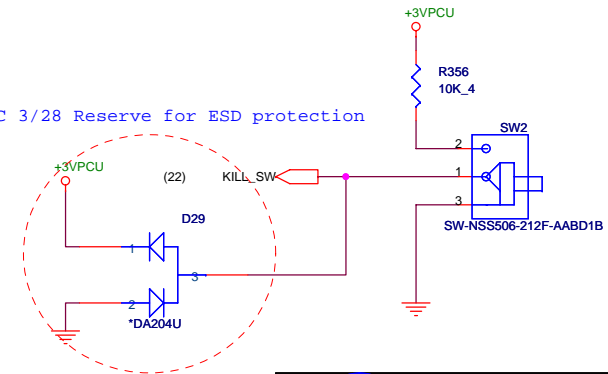 +3VPCU
R356
10K_4
C 3/28 Reserve for ESD protection
SW2
+3VPCU
(22)
KILL_SW
2
1
3
D29
SW-NSS506-212F-AABD1B
1
3
2
*DA204U